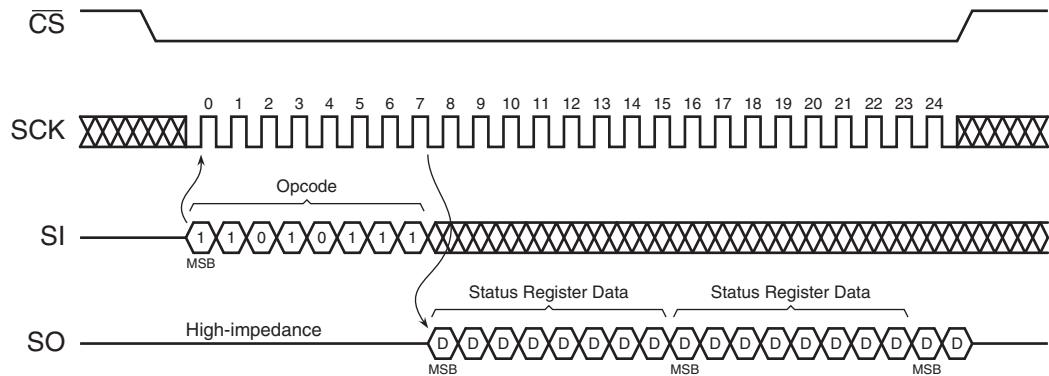 CS
0 1 2 3 4 5 6 7 8 9 10 11 12 13 14 15 16 17 18 19 20 21 22 23 24
SCK
Opcode
SI 1 1 0 1 0 1 1 1
MSB
Status Register Data Status Register Data
High-impedance
SO D D D D D D D D D D D D D D D D D D
MSB MSB MSB